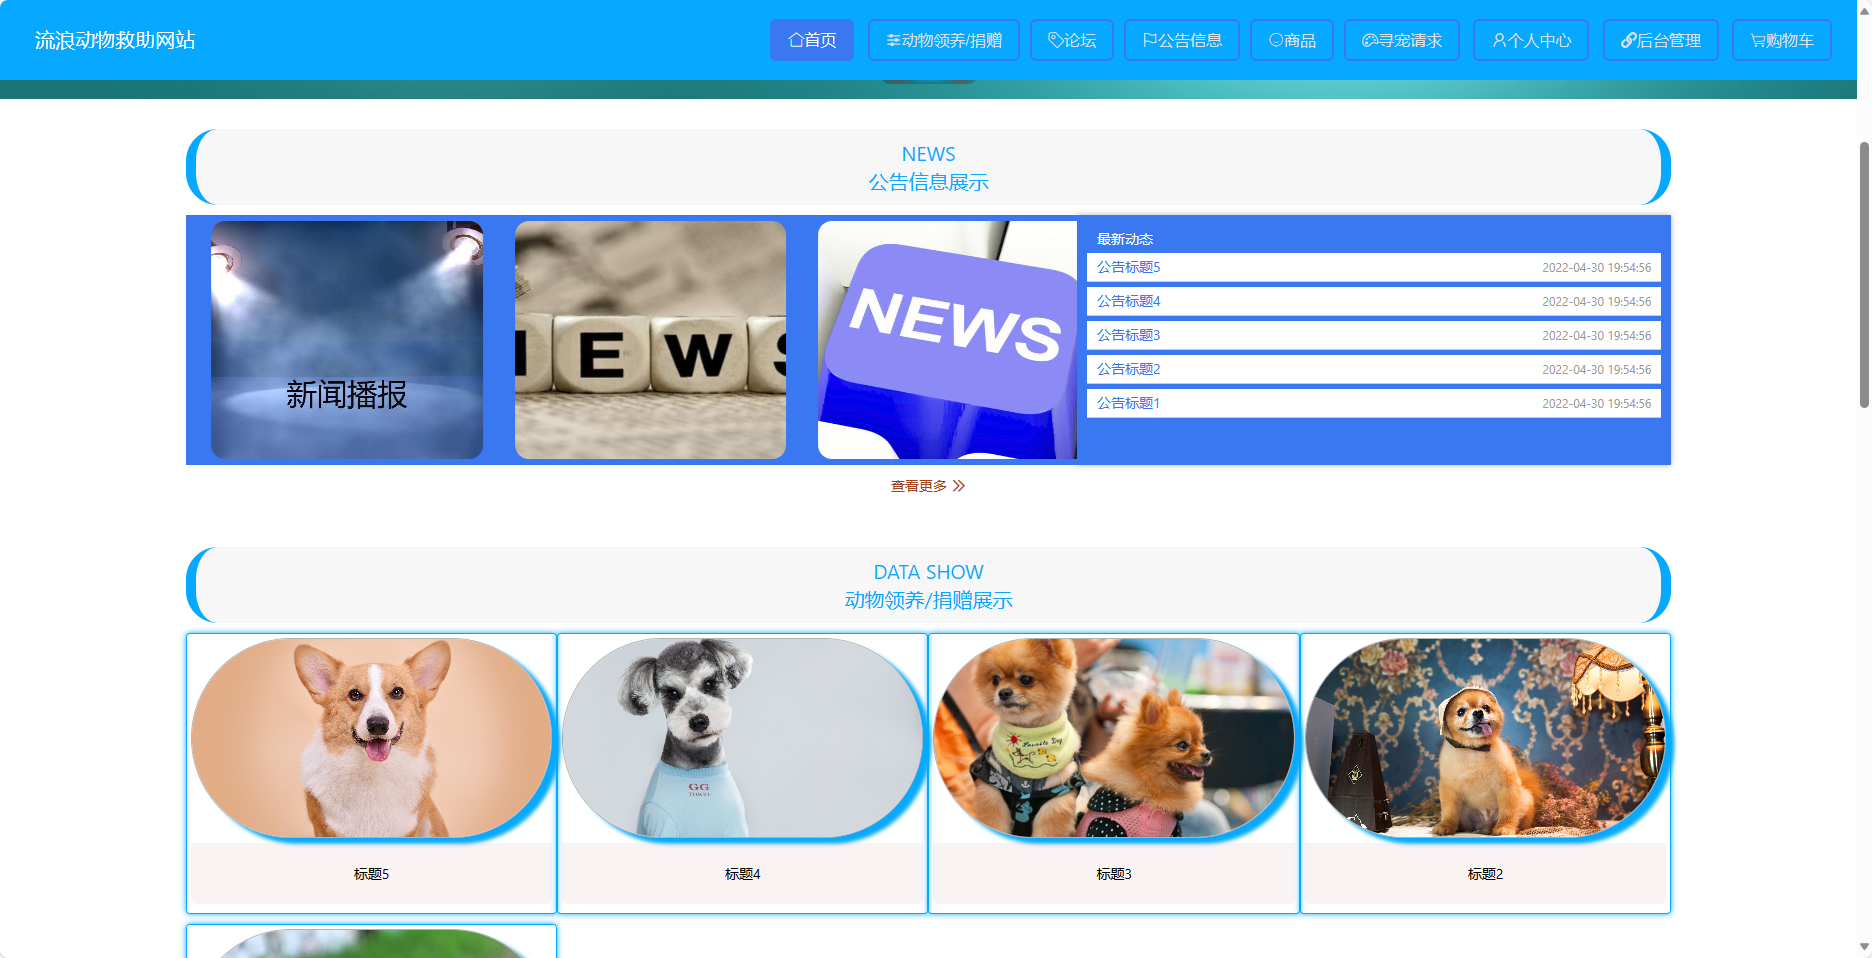 流浪动物救助网站
首页
动物领养/捐赠
论坛
公告信息
商品
寻宠请求
个人中心
后台管理
购物车
NEWS
公告信息展示
新闻播报
NEWS
NEWS
最新动态
公告标题5 2022-04-30 19:54:56
公告标题4 2022-04-30 19:54:56
公告标题3 2022-04-30 19:54:56
公告标题2 2022-04-30 19:54:56
公告标题1 2022-04-30 19:54:56
查看更多
DATA SHOW
动物领养/捐赠展示
GG
TOKYO
标题5
标题4
标题3
标题2